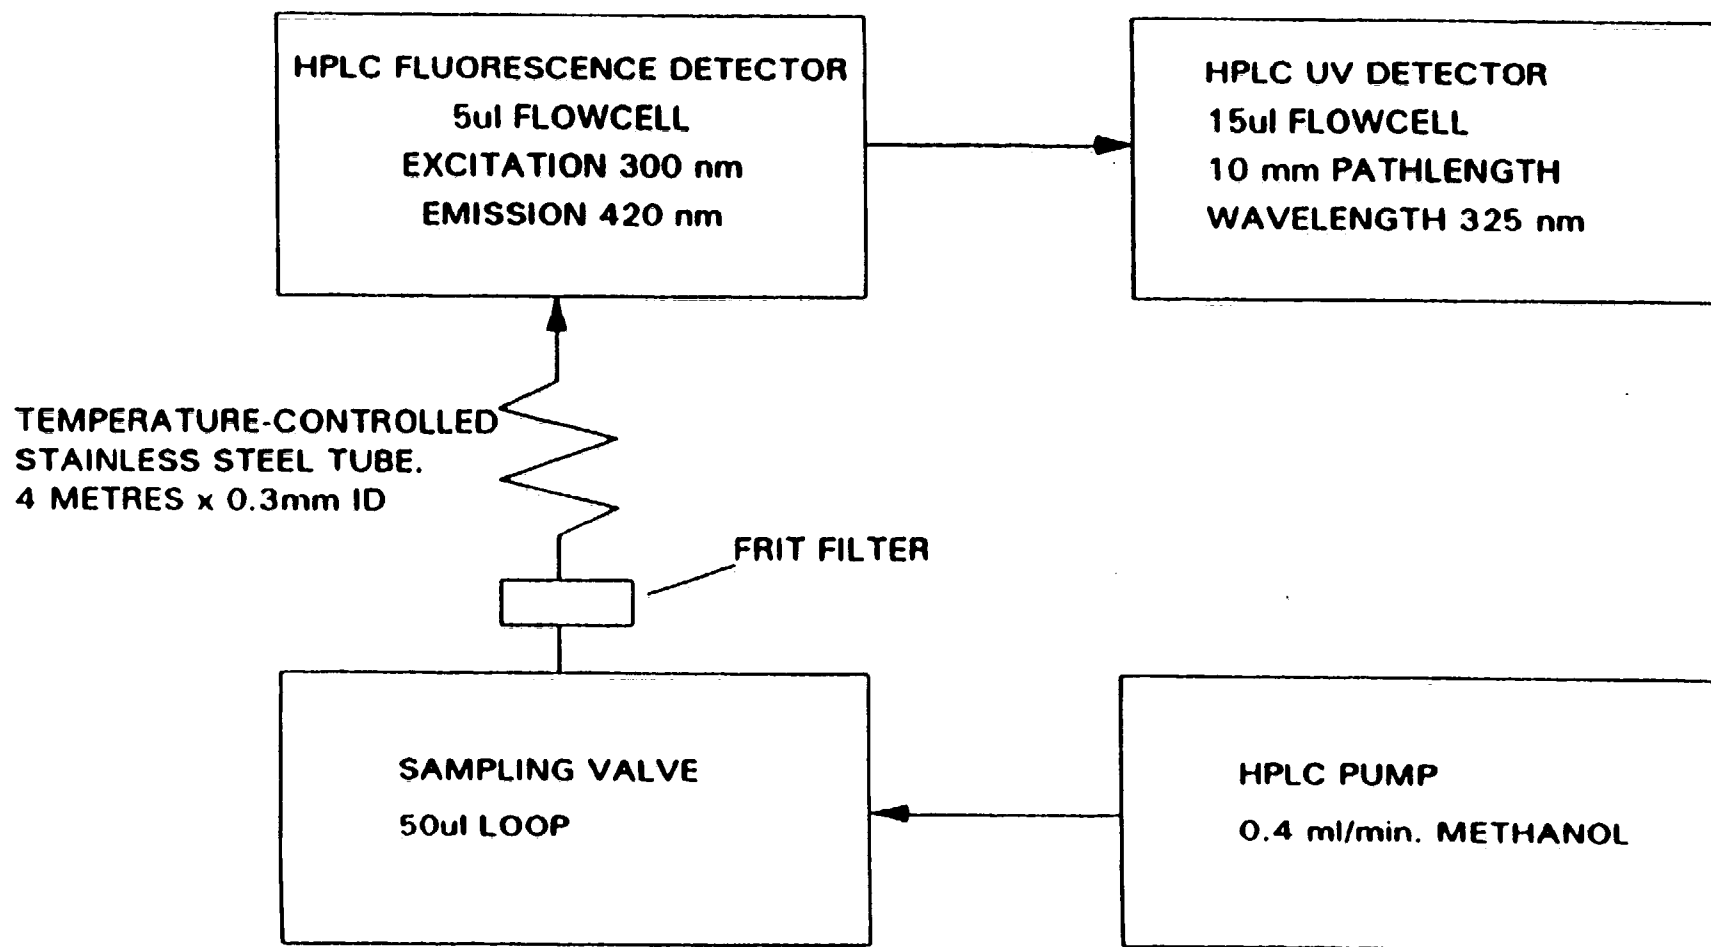 HPLC FLUORESCENCE DETECTOR
5ul FLOWCELL
EXCITATION 300 nm
EMISSION 420 nm
HPLC UV DETECTOR
15ul FLOWCELL
10 mm PATHLENGTH
WAVELENGTH 325 nm
TEMPERATURE-CONTROLLED
STAINLESS STEEL TUBE.
4 METRES x 0.3mm ID
FRIT FILTER
SAMPLING VALVE
50ul LOOP
HPLC PUMP
0.4 ml/min. METHANOL